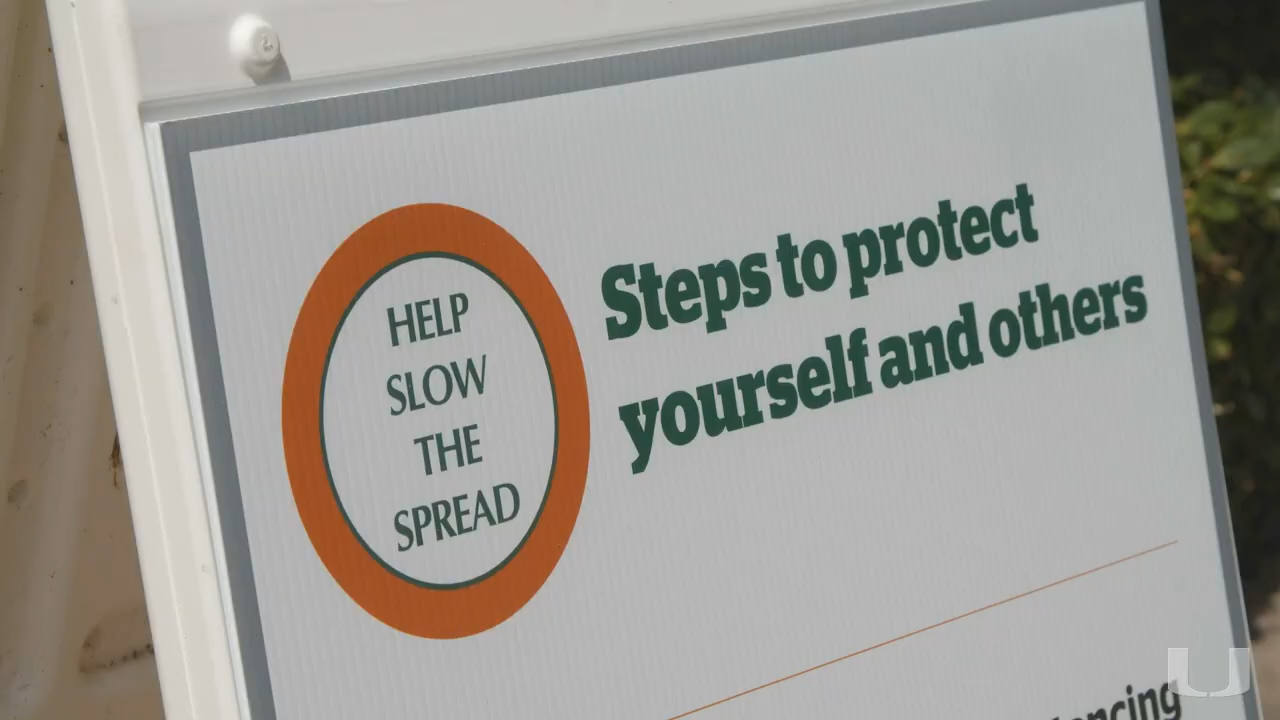 HELP
SLOW
THE
SPREAD
Steps to protect
yourself and others
U